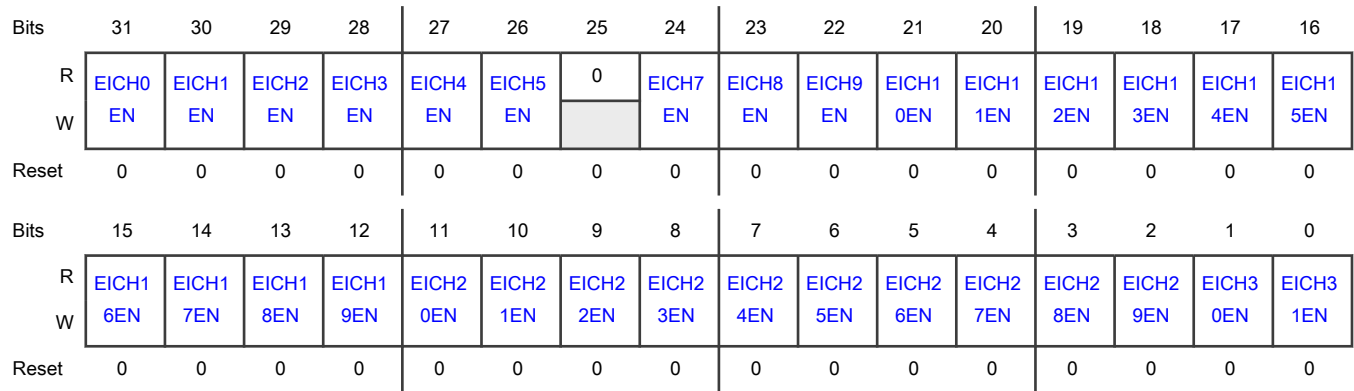 Bits 31 30 29 28 27 26 25 24 23 22 21 20 19 18 17 16
R EICH0 EICH1 EICH2 EICH3 EICH4 EICH5 0 EICH7 EICH8 EICH9 EICH1 EICH1 EICH1 EICH1 EICH1 EICH1
W EN EN EN EN EN EN EN EN EN 0EN 1EN 2EN 3EN 4EN 5EN
Reset 0 0 0 0 0 0 0 0 0 0 0 0 0 0 0 0
Bits 15 14 13 12 11 10 9 8 7 6 5 4 3 2 1 0
R EICH1 EICH1 EICH1 EICH1 EICH2 EICH2 EICH2 EICH2 EICH2 EICH2 EICH2 EICH2 EICH2 EICH2 EICH3 EICH3
W 6EN 7EN 8EN 9EN 0EN 1EN 2EN 3EN 4EN 5EN 6EN 7EN 8EN 9EN 0EN 1EN
Reset 0 0 0 0 0 0 0 0 0 0 0 0 0 0 0 0